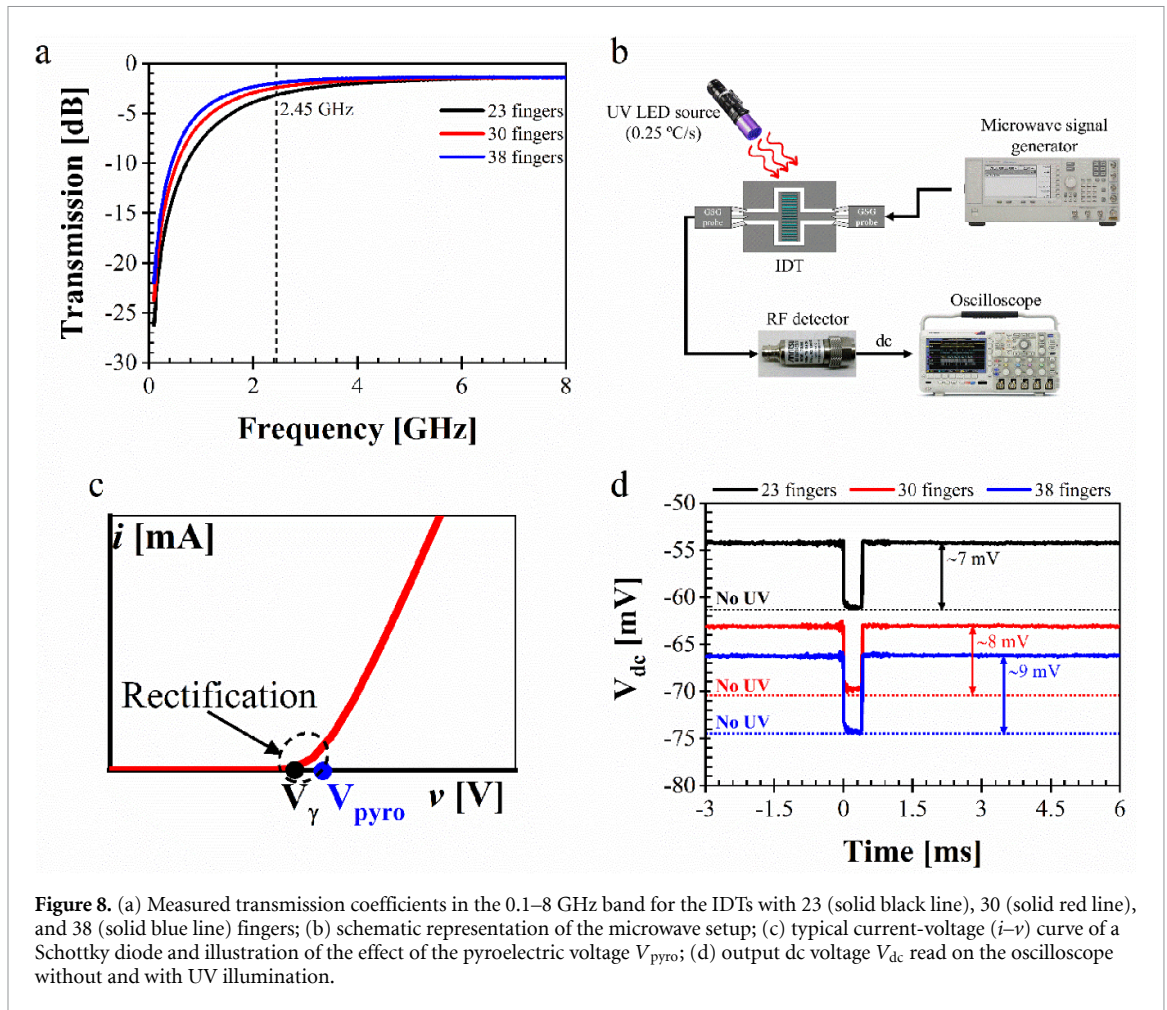 a
Transmission [dB]
0
-5
-10
-15
-20
-25
-30
0
2
4
6
8
Frequency [GHz]
2.45 GHz
23 fingers
30 fingers
38 fingers
b
UV LED source
(0.25 ºC/s)
Microwave signal
generator
GSG
probe
GSG
probe
IDT
RF detector
dc
Oscilloscope
c
i [mA]
Rectification
Vγ
Vpyro
v [V]
d
23 fingers
30 fingers
38 fingers
Vdc [mV]
-50
-55
-60
-65
-70
-75
-80
No UV
No UV
No UV
~7 mV
~8 mV
~9 mV
-3
-1.5
0
1.5
3
4.5
6
Time [ms]
Figure 8. (a) Measured transmission coefficients in the 0.1–8 GHz band for the IDTs with 23 (solid black line), 30 (solid red line),
and 38 (solid blue line) fingers; (b) schematic representation of the microwave setup; (c) typical current-voltage (i–v) curve of a
Schottky diode and illustration of the effect of the pyroelectric voltage Vpyro; (d) output dc voltage Vdc read on the oscilloscope
without and with UV illumination.